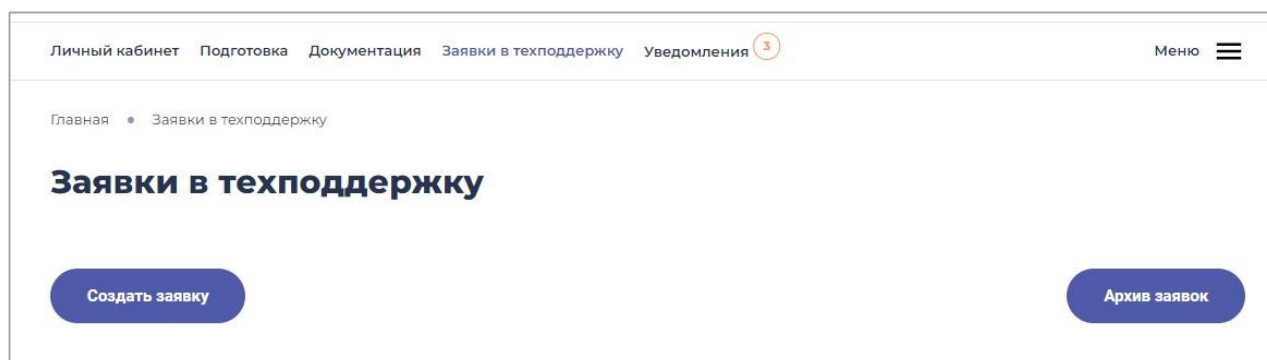 Личный кабинет Подготовка Документация Заявки в техподдержку Уведомления 3 Меню
Главная • Заявки в техподдержку
Заявки в техподдержку
Создать заявку Архив заявок